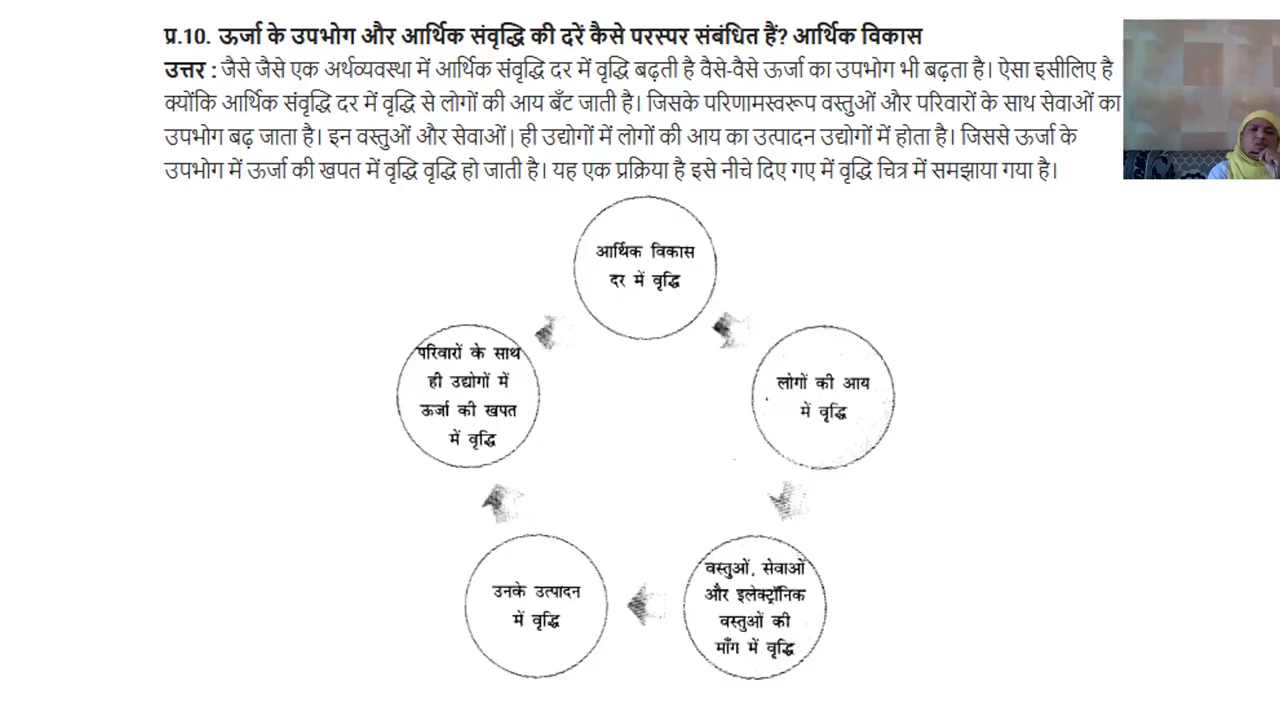 प्र.10. ऊर्जा के उपभोग और आर्थिक संवृद्धि की दरें कैसे परस्पर संबंधित हैं? आर्थिक विकास
उत्तर : जैसे जैसे एक अर्थव्यवस्था में आर्थिक संवृद्धि दर में वृद्धि बढ़ती है वैसे-वैसे ऊर्जा का उपभोग भी बढ़ता है। ऐसा इसीलिए है
क्योंकि आर्थिक संवृद्धि दर में वृद्धि से लोगों की आय बँट जाती है। जिसके परिणामस्वरूप वस्तुओं और परिवारों के साथ सेवाओं का
उपभोग बढ़ जाता है। इन वस्तुओं और सेवाओं| ही उद्योगों में लोगों की आय का उत्पादन उद्योगों में होता है। जिससे ऊर्जा के
उपभोग में ऊर्जा की खपत में वृद्धि वृद्धि हो जाती है। यह एक प्रक्रिया है इसे नीचे दिए गए में वृद्धि चित्र में समझाया गया है।
आर्थिक विकास
दर में वृद्धि
लोगों की आय
में वृद्धि
वस्तुओं, सेवाओं
और इलेक्ट्रॉनिक
वस्तुओं की
माँग में वृद्धि
उनके उत्पादन
में वृद्धि
परिवारों के साथ
ही उद्योगों में
ऊर्जा की खपत
में वृद्धि